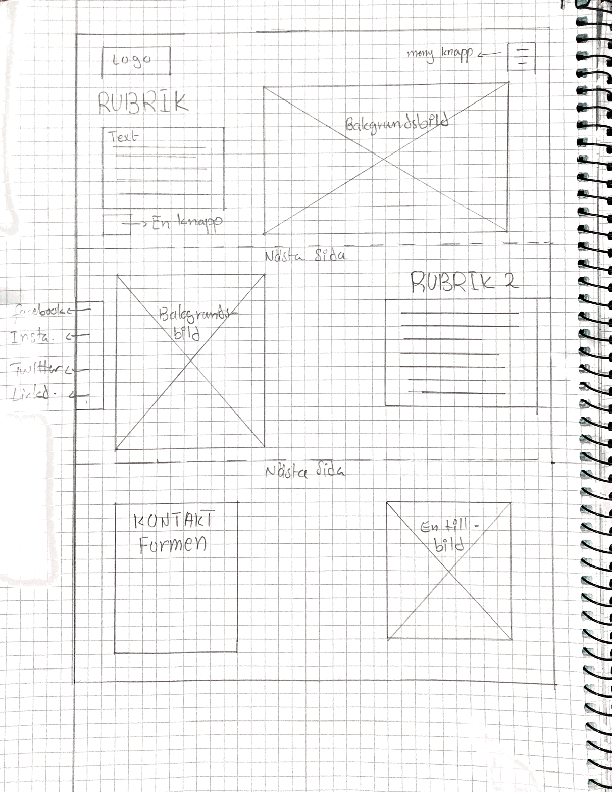 Logo
meny knapp
RUBRIK
Bakgrundsbild
Text
En knapp
Nästa Sida
RUBRIK 2
Facebook
Bakgrunds-
bild
Insta.
Twitter
Linkd.
Nästa Sida
KONTAKT
Formen
En till -
bild